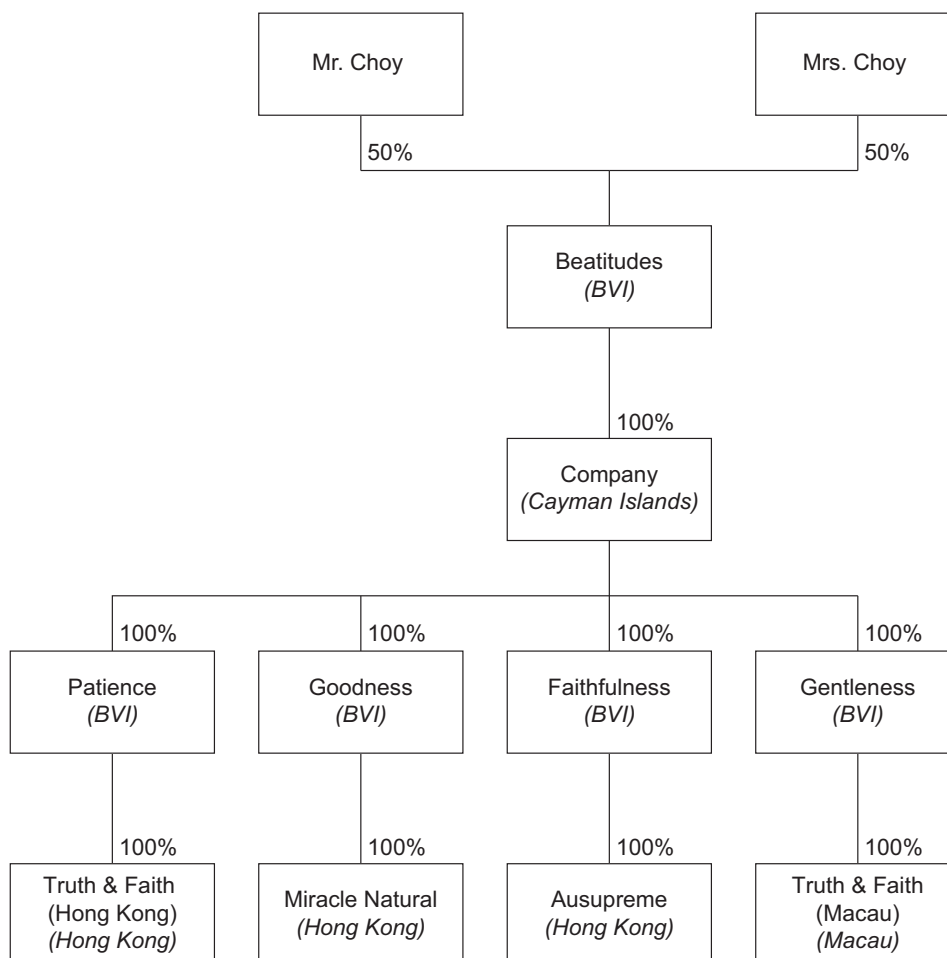 Mr. Choy
Mrs. Choy
50%
50%
Beatitudes
(BVI)
100%
Company
(Cayman Islands)
100%
100%
100%
100%
Patience
(BVI)
Goodness
(BVI)
Faithfulness
(BVI)
Gentleness
(BVI)
100%
100%
100%
100%
Truth & Faith
(Hong Kong)
(Hong Kong)
Miracle Natural
(Hong Kong)
Ausupreme
(Hong Kong)
Truth & Faith
(Macau)
(Macau)